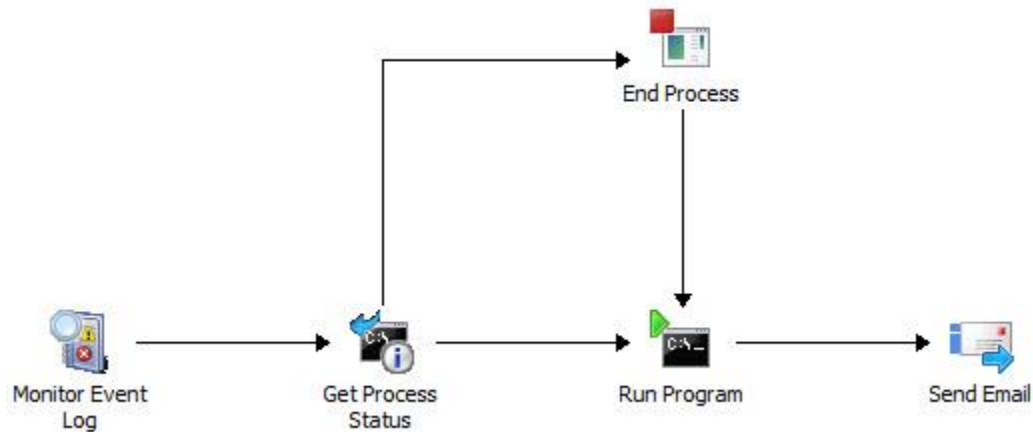 End Process
Monitor Event
Log
Get Process
Status
Run Program
Send Email